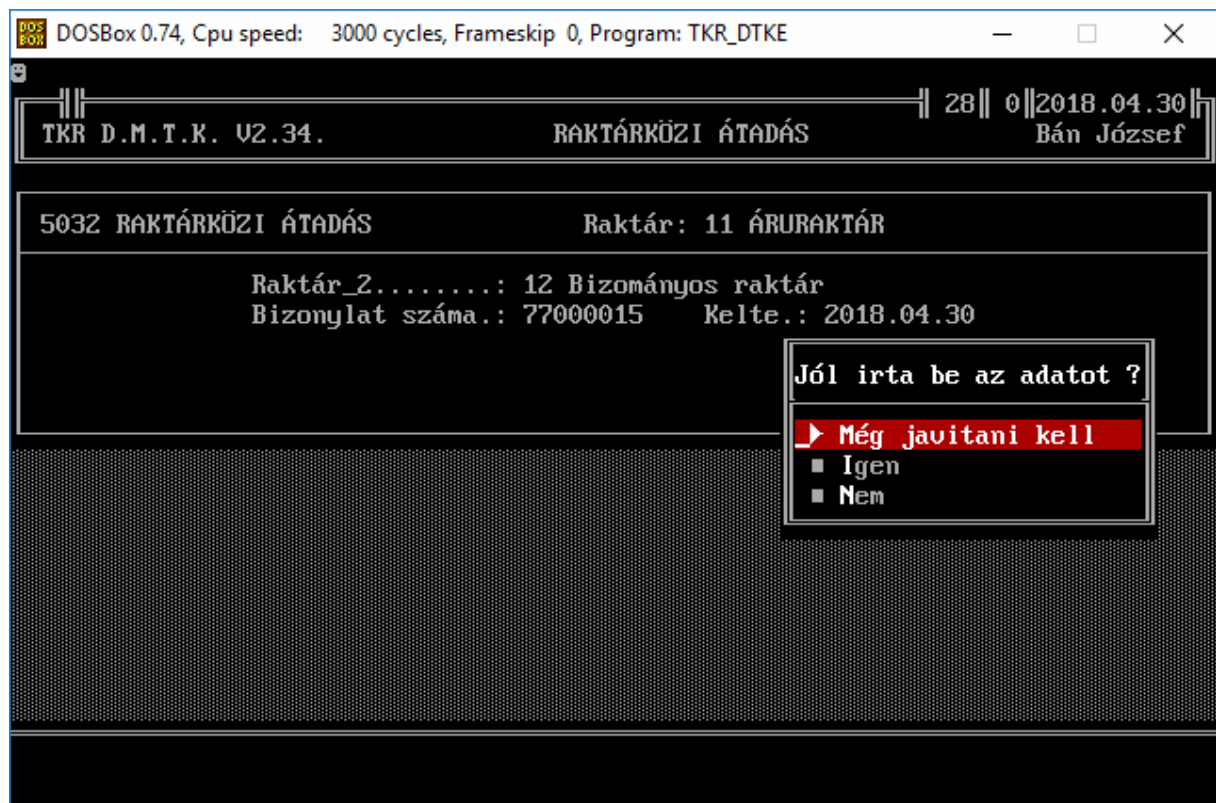 DOS BOX DOSBox 0.74, Cpu speed: 3000 cycles, Frameskip 0, Program: TKR_DTKE
28 0 2018.04.30
TKR D.M.T.K. V2.34. RAKTÁRKÖZI ÁTADÁS Bán József
5032 RAKTÁRKÖZI ÁTADÁS Raktár: 11 ÁRURAKTÁR
Raktár_2........: 12 Bizományos raktár
Bizonylat száma.: 77000015 Kelte.: 2018.04.30
Jól irta be az adatot ?
Még javitani kell
Igen
Nem